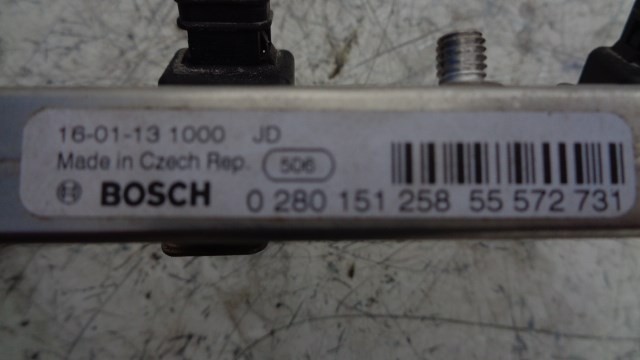 16-01-13 1000 JD
Made in Czech Rep. 506
BOSCH 0 280 151 258 55 572 731